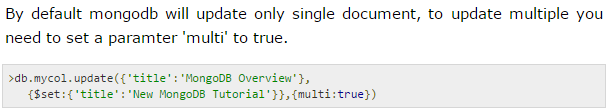 By default mongodb will update only single document, to update multiple you
need to set a paramter 'multi' to true.
>db.mycol.update({'title':'MongoDB Overview'},
{$set:{'title':'New MongoDB Tutorial'}},{multi:true})